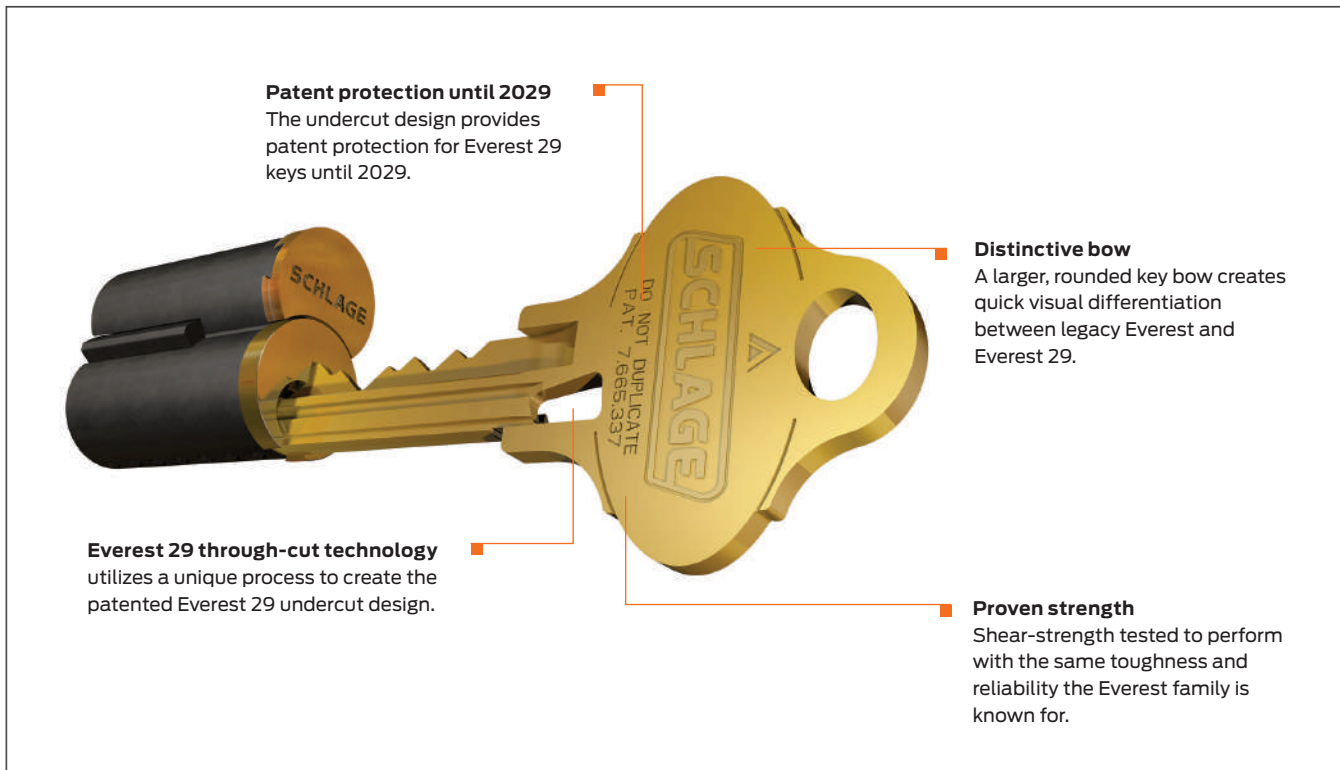 Patent protection until 2029
The undercut design provides
patent protection for Everest 29
keys until 2029.
Distinctive bow
A larger, rounded key bow creates
quick visual differentiation
between legacy Everest and
Everest 29.
SCHLAGE
DO NOT DUPLICATE
PAT. 7,665,337
SCHLAGE
Everest 29 through-cut technology
utilizes a unique process to create the
patented Everest 29 undercut design.
Proven strength
Shear-strength tested to perform
with the same toughness and
reliability the Everest family is
known for.